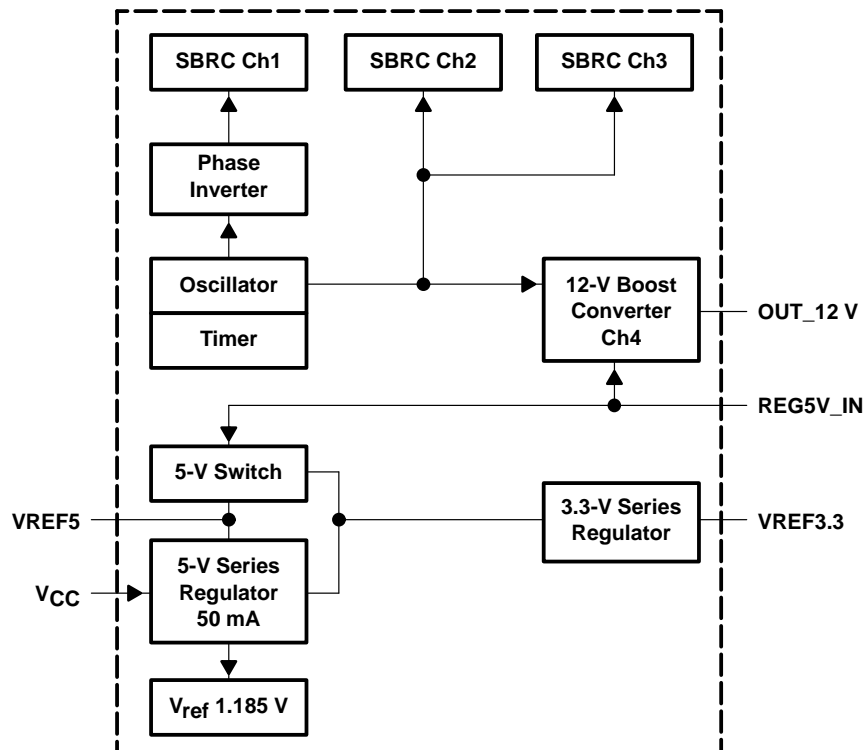 SBRC Ch1
SBRC Ch2
SBRC Ch3
Phase
Inverter
Oscillator
Timer
12-V Boost
Converter
Ch4
OUT_12 V
REG5V_IN
5-V Switch
VREF5
3.3-V Series
Regulator
VREF3.3
5-V Series
Regulator
50 mA
VCC
Vref 1.185 V